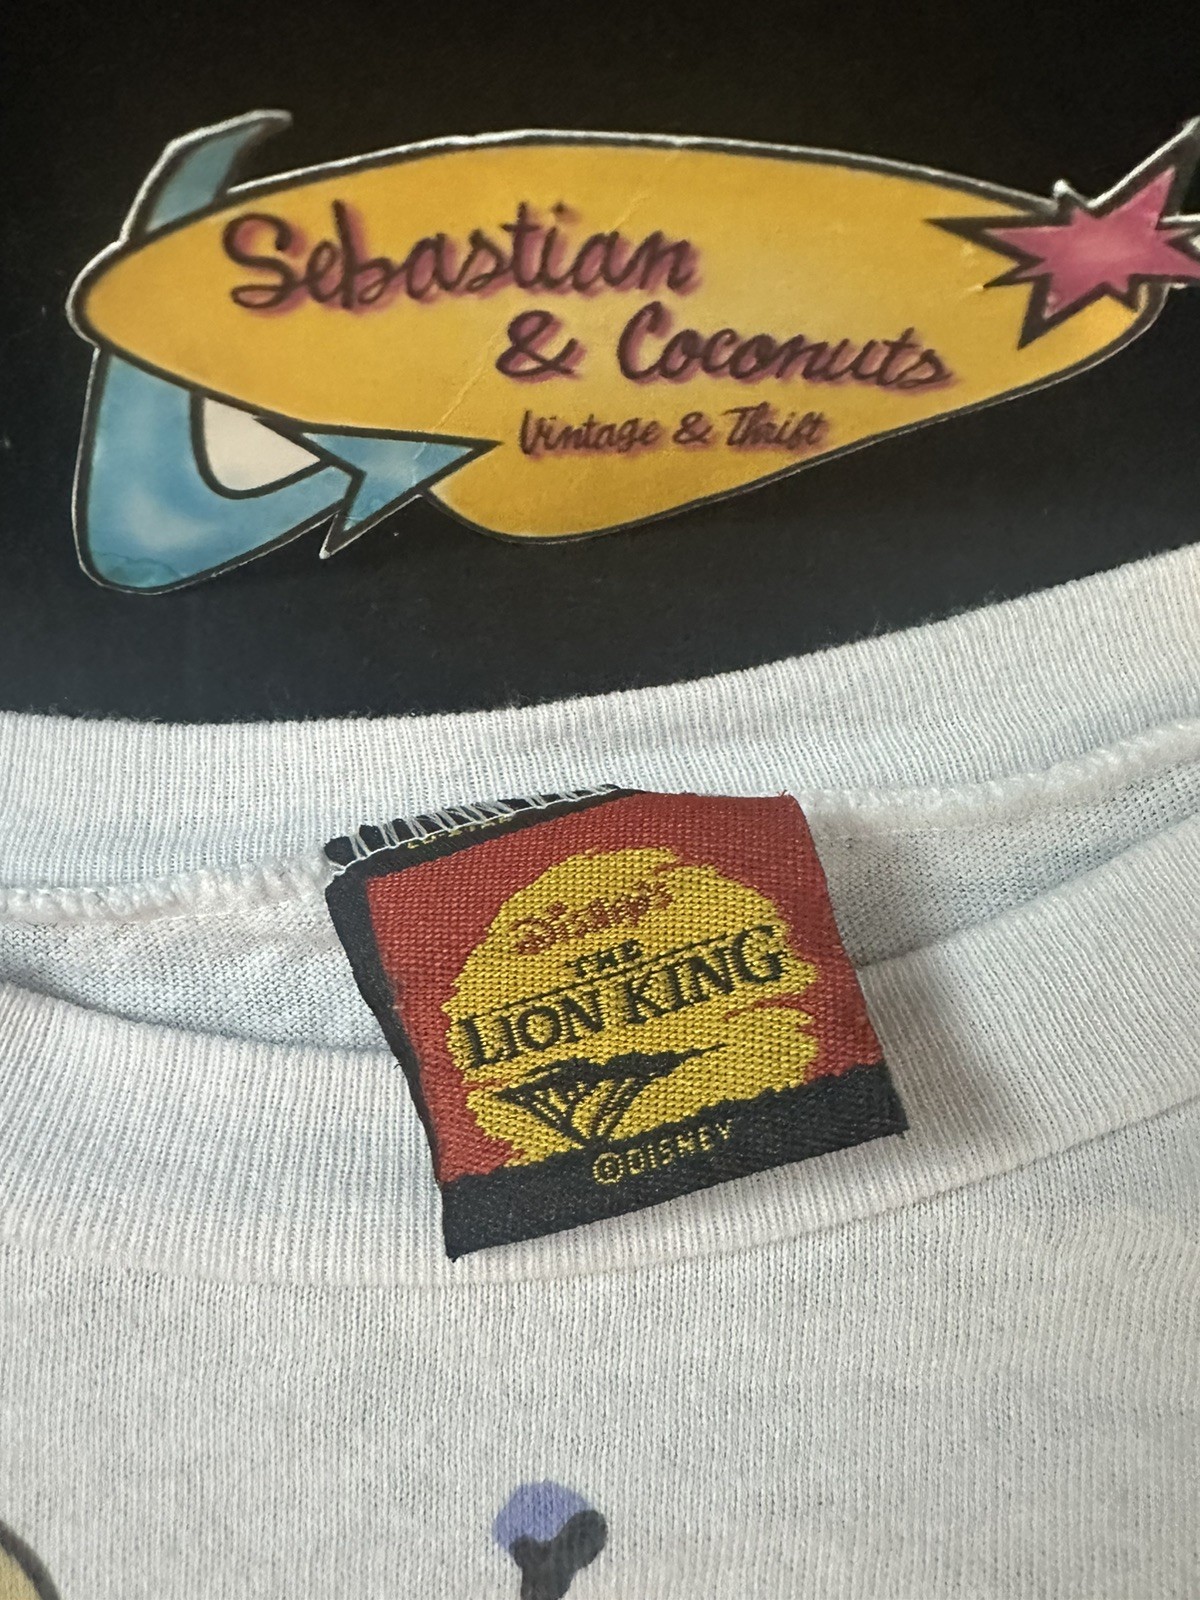 Sebastian
& Coconuts
Vintage & Thrift
Disney's
THE
LION KING
©DISNEY